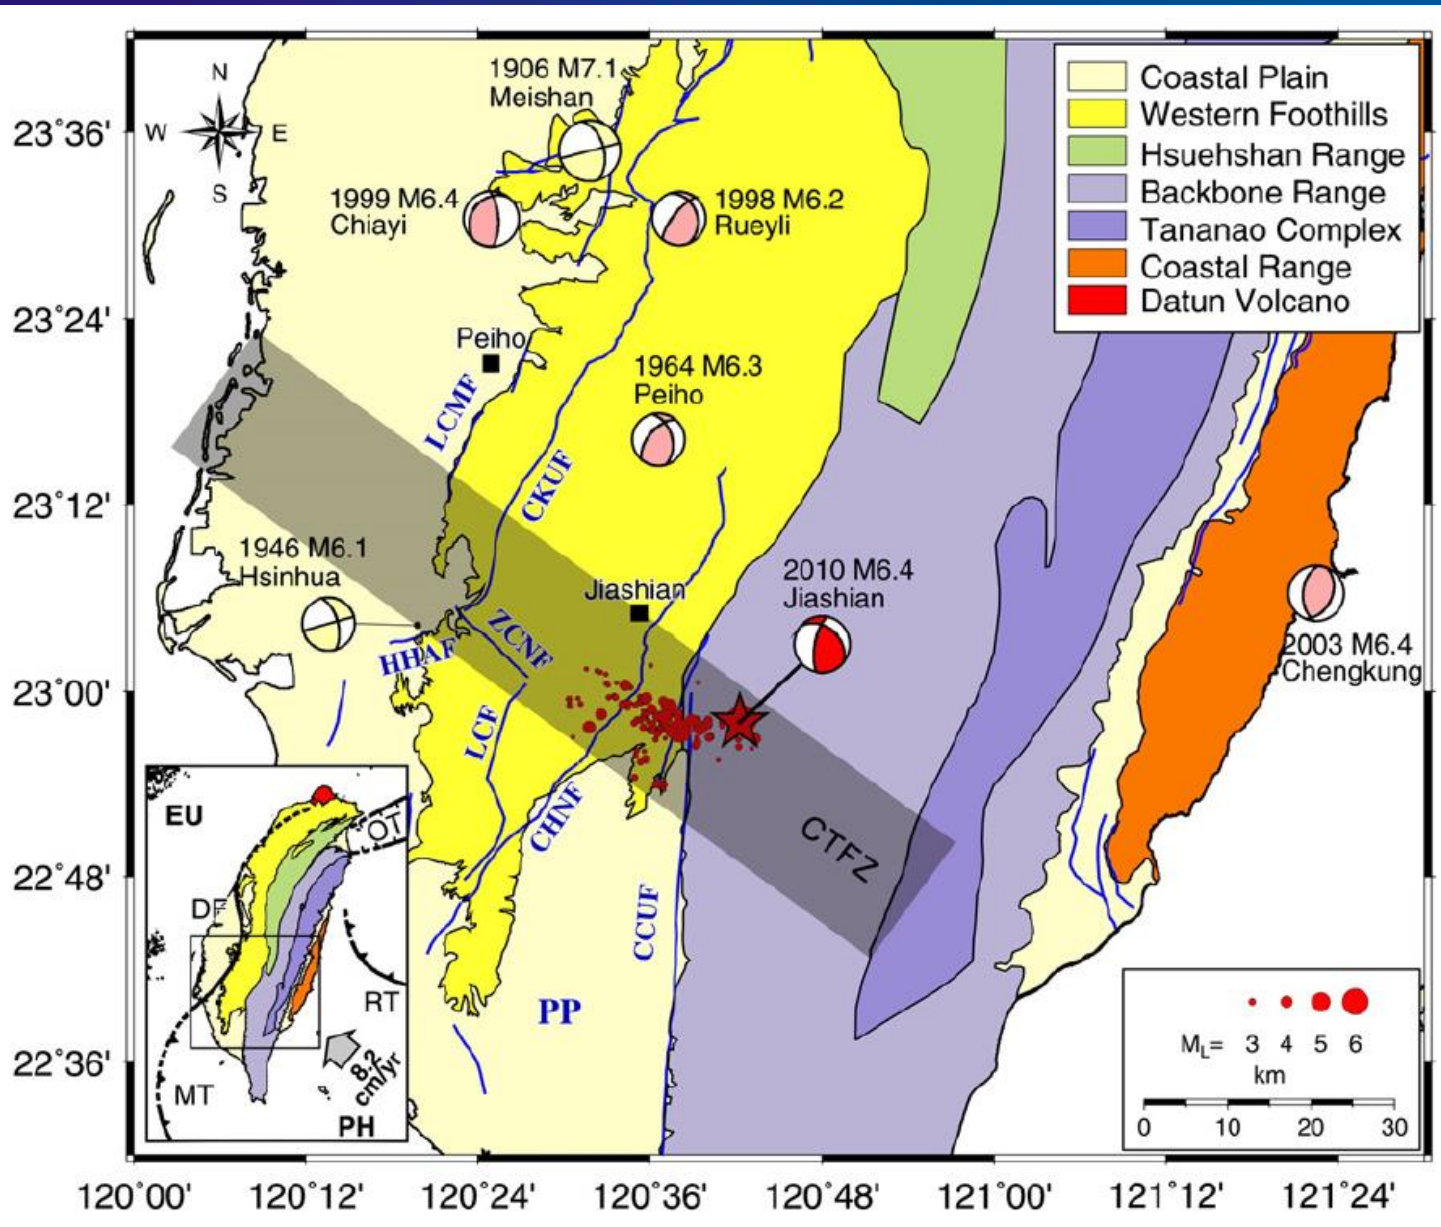 N
W E
S
1906 M7.1
Meishan
1999 M6.4
Chiayi
1998 M6.2
Rueyli
Peiho
1964 M6.3
Peiho
LCMF
CKUF
1946 M6.1
Hsinhua
HHAF
ZCNF
Jiashian
2010 M6.4
Jiashian
2003 M6.4
Chengkung
LCF
CHNF
CTFZ
CCUF
PP
Coastal Plain
Western Foothills
Hsuehshan Range
Backbone Range
Tananao Complex
Coastal Range
Datun Volcano
EU
OT
DF
RT
MT
8.2
cm/yr
PH
ML= 3 4 5 6
km
0 10 20 30
23°36'
23°24'
23°12'
23°00'
22°48'
22°36'
120°00' 120°12' 120°24' 120°36' 120°48' 121°00' 121°12' 121°24'